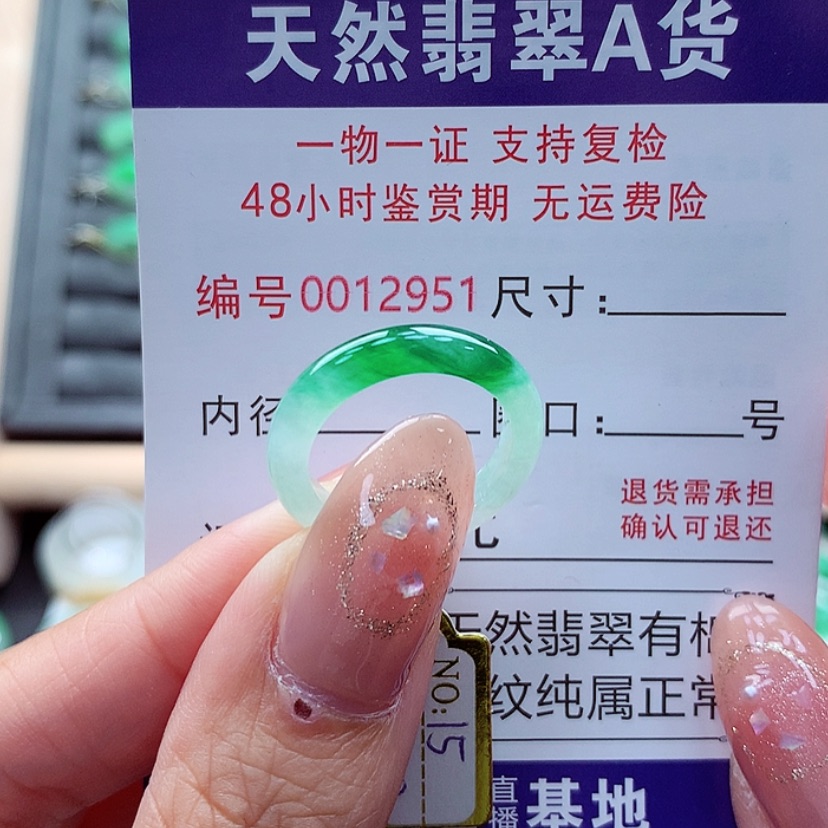 天然翡翠A货
一物一证 支持复检
48小时鉴赏期 无运费险
编号0012951 尺寸:
内径 口: 号
退货需承担
确认可退还
天然翡翠有
纹纯属正常
NO: 15
直播基地